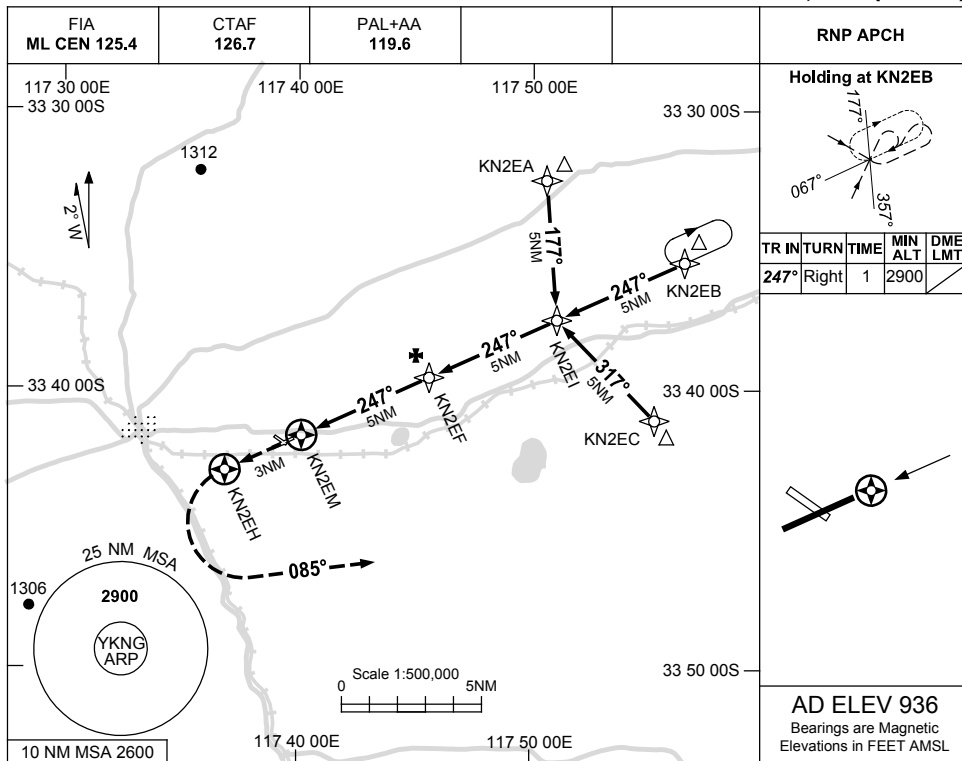 FIA
ML CEN 125.4
CTAF
126.7
PAL+AA
119.6
RNP APCH
117 30 00E
117 40 00E
117 50 00E
33 30 00S
33 30 00S
1312
2° W
KN2EA
177°
5NM
KN2EB
247°
5NM
KN2EI
247°
5NM
317°
5NM
KN2EC
KN2EF
247°
5NM
33 40 00S
33 40 00S
KN2EM
3NM
KN2EH
085°
25 NM MSA
2900
YKNG
ARP
1306
10 NM MSA 2600
Scale 1:500,000
0 5NM
33 50 00S
117 40 00E
117 50 00E
Holding at KN2EB
177°
067°
357°
TR IN TURN TIME MIN ALT DME LMT
247° Right 1 2900
AD ELEV 936
Bearings are Magnetic
Elevations in FEET AMSL